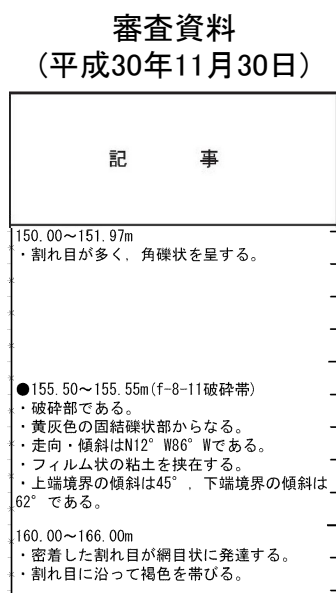 審査資料
(平成30年11月30日)
記 事
150.00～151.97m
・割れ目が多く，角礫状を呈する。
●155.50～155.55m(f-8-11破砕帯)
・破砕部である。
・黄灰色の固結礫状部からなる。
・走向・傾斜はN12°W86°Wである。
・フィルム状の粘土を挟在する。
・上端境界の傾斜は45°，下端境界の傾斜は
62°である。
160.00～166.00m
・密着した割れ目が網目状に発達する。
・割れ目に沿って褐色を帯びる。